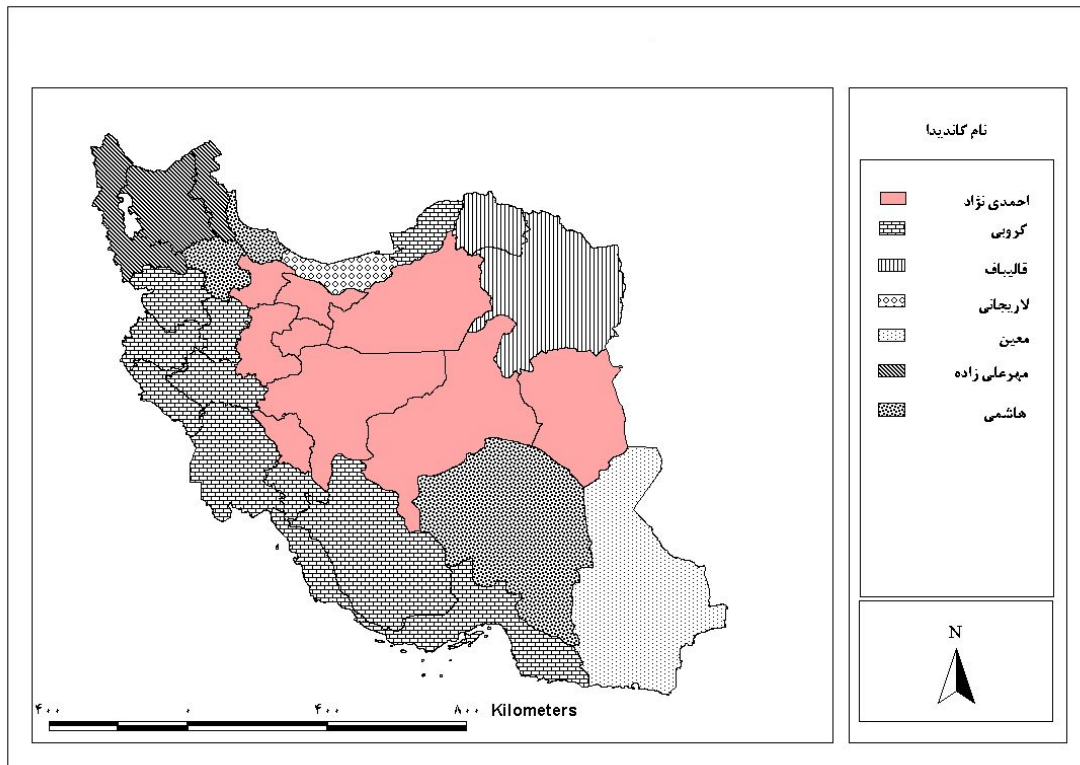 نام کاندیدا
احمدی نژاد
کروبی
قالیباف
لاریجانی
معین
مهرعلی زاده
هاشمی
N
۴۰۰ ۰ ۴۰۰ ۸۰۰ Kilometers